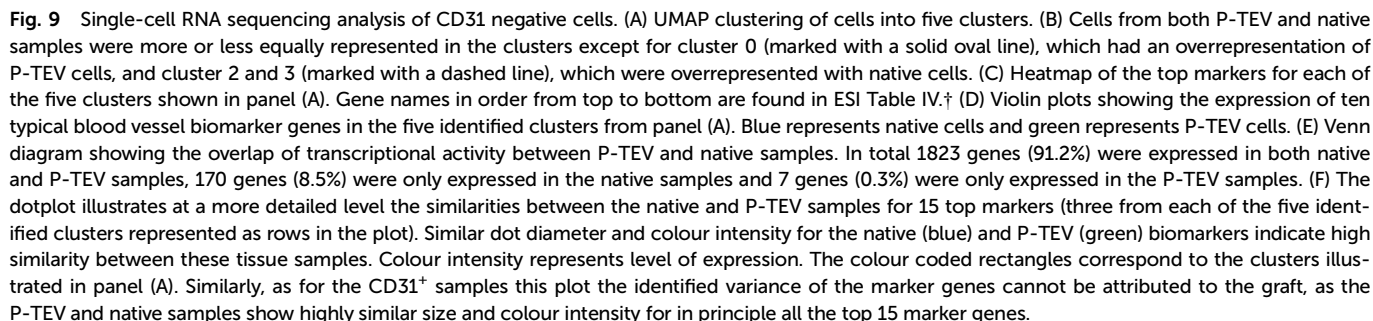 Fig. 9 Single-cell RNA sequencing analysis of CD31 negative cells. (A) UMAP clustering of cells into five clusters. (B) Cells from both P-TEV and native
samples were more or less equally represented in the clusters except for cluster 0 (marked with a solid oval line), which had an overrepresentation of
P-TEV cells, and cluster 2 and 3 (marked with a dashed line), which were overrepresented with native cells. (C) Heatmap of the top markers for each of
the five clusters shown in panel (A). Gene names in order from top to bottom are found in ESI Table IV.† (D) Violin plots showing the expression of ten
typical blood vessel biomarker genes in the five identified clusters from panel (A). Blue represents native cells and green represents P-TEV cells. (E) Venn
diagram showing the overlap of transcriptional activity between P-TEV and native samples. In total 1823 genes (91.2%) were expressed in both native
and P-TEV samples, 170 genes (8.5%) were only expressed in the native samples and 7 genes (0.3%) were only expressed in the P-TEV samples. (F) The
dotplot illustrates at a more detailed level the similarities between the native and P-TEV samples for 15 top markers (three from each of the five ident-
ified clusters represented as rows in the plot). Similar dot diameter and colour intensity for the native (blue) and P-TEV (green) biomarkers indicate high
similarity between these tissue samples. Colour intensity represents level of expression. The colour coded rectangles correspond to the clusters illus-
trated in panel (A). Similarly, as for the CD31⁺ samples this plot the identified variance of the marker genes cannot be attributed to the graft, as the
P-TEV and native samples show highly similar size and colour intensity for in principle all the top 15 marker genes.